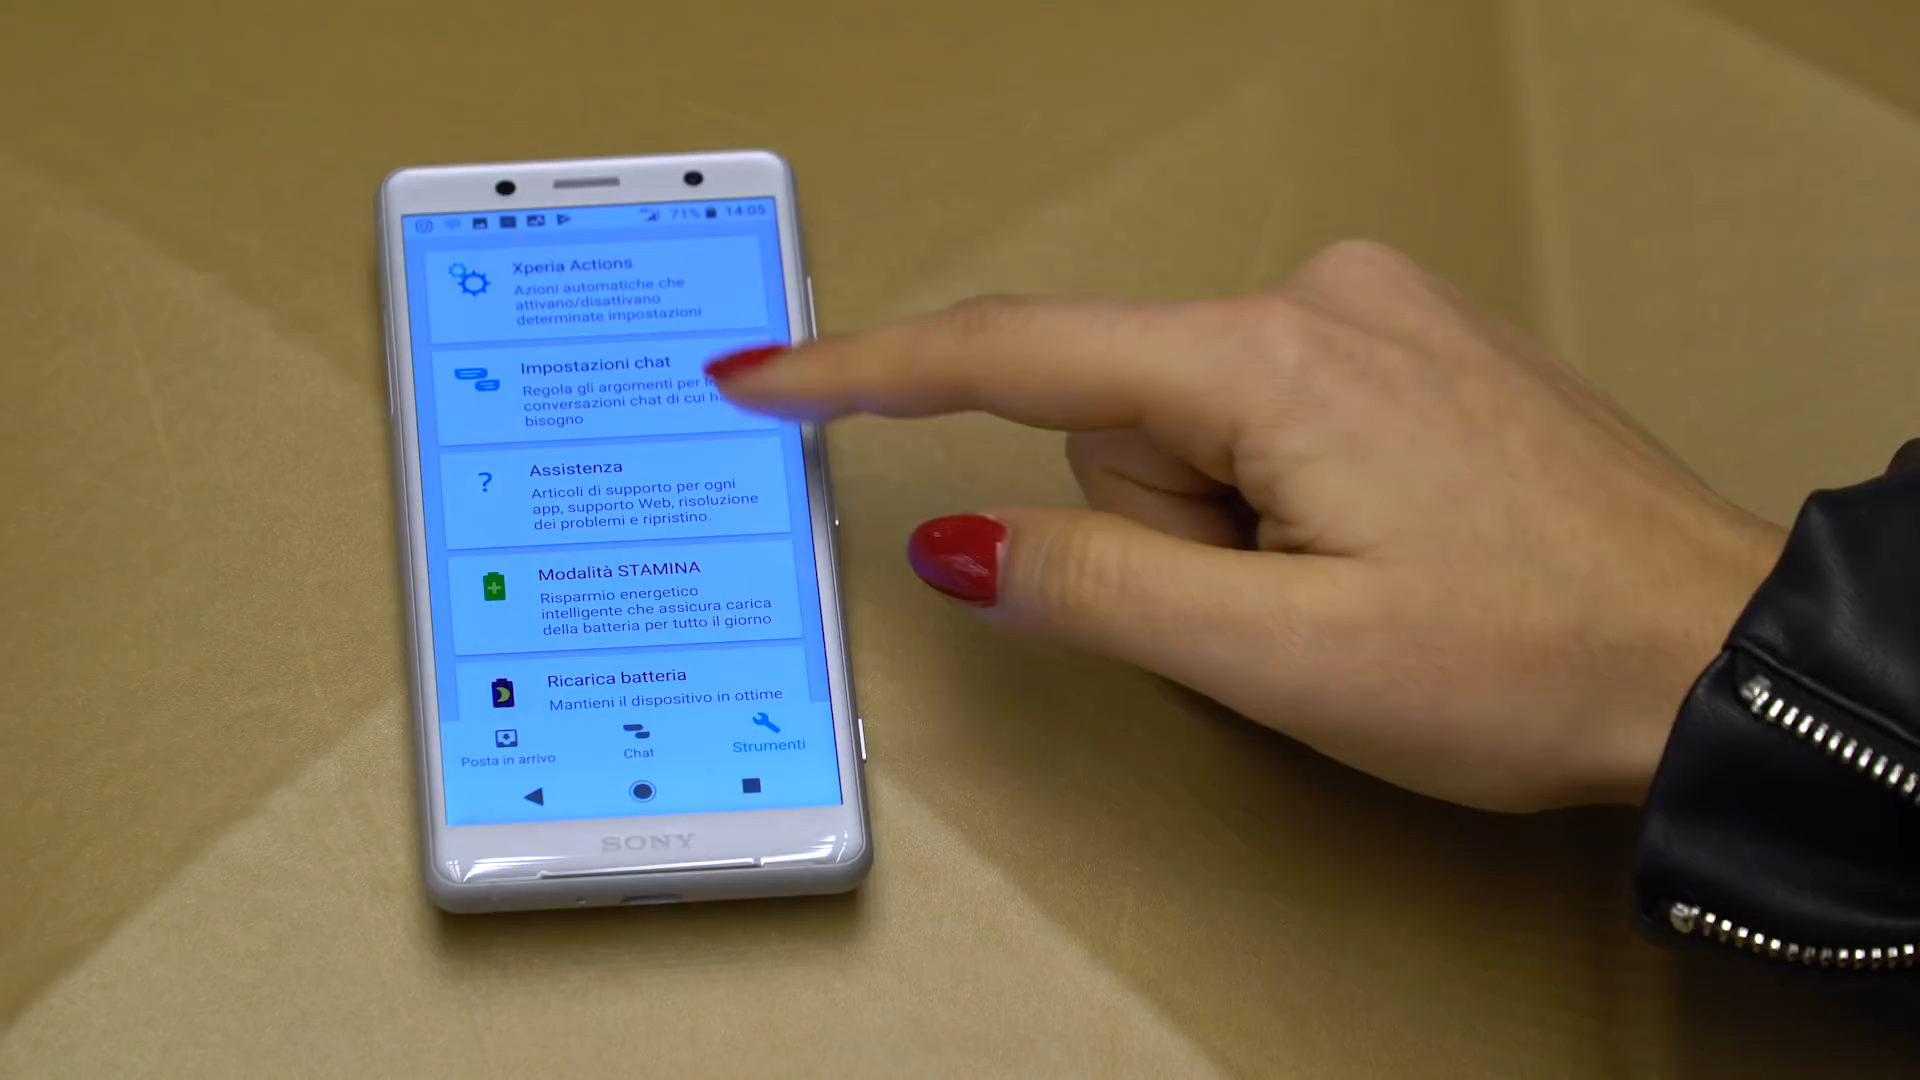 71% 14:05
Xperia Actions
Azioni automatiche che
attivano/disattivano
determinate impostazioni
Impostazioni chat
Regola gli argomenti per
conversazioni chat di cui
bisogno
?
Assistenza
Articoli di supporto per ogni
app, supporto Web, risoluzione
dei problemi e ripristino.
Modalità STAMINA
Risparmio energetico
intelligente che assicura carica
della batteria per tutto il giorno
Ricarica batteria
Mantieni il dispositivo in ottime
Posta in arrivo
Chat
Strumenti
SONY